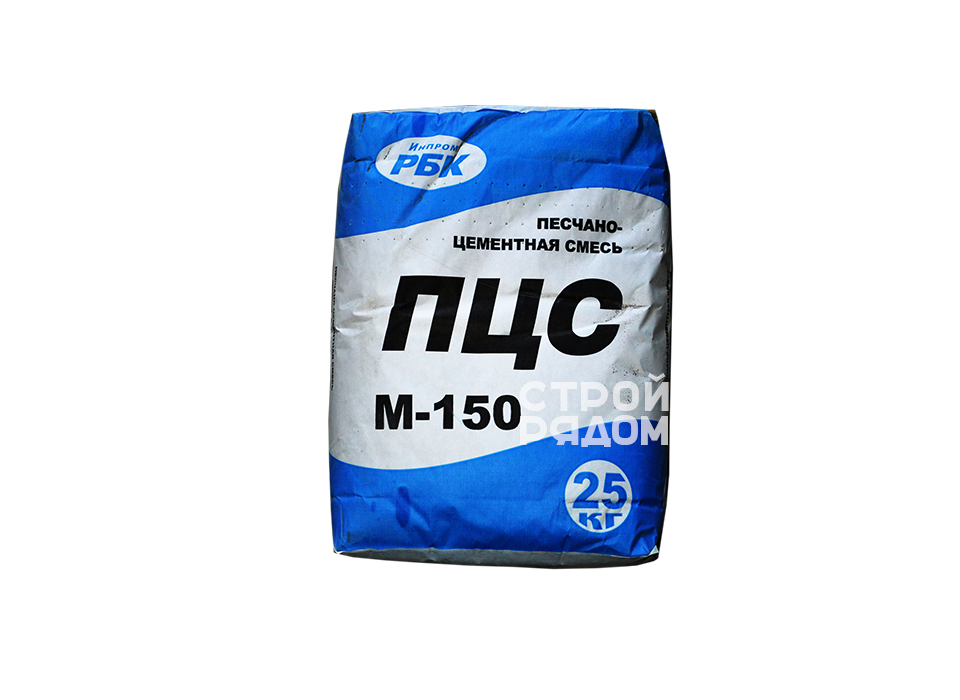 Инпром
РБК
ПЕСЧАНО-
ЦЕМЕНТНАЯ СМЕСЬ
ПЦС
М-150
СТРОЙ
РЯДОМ
25
КГ